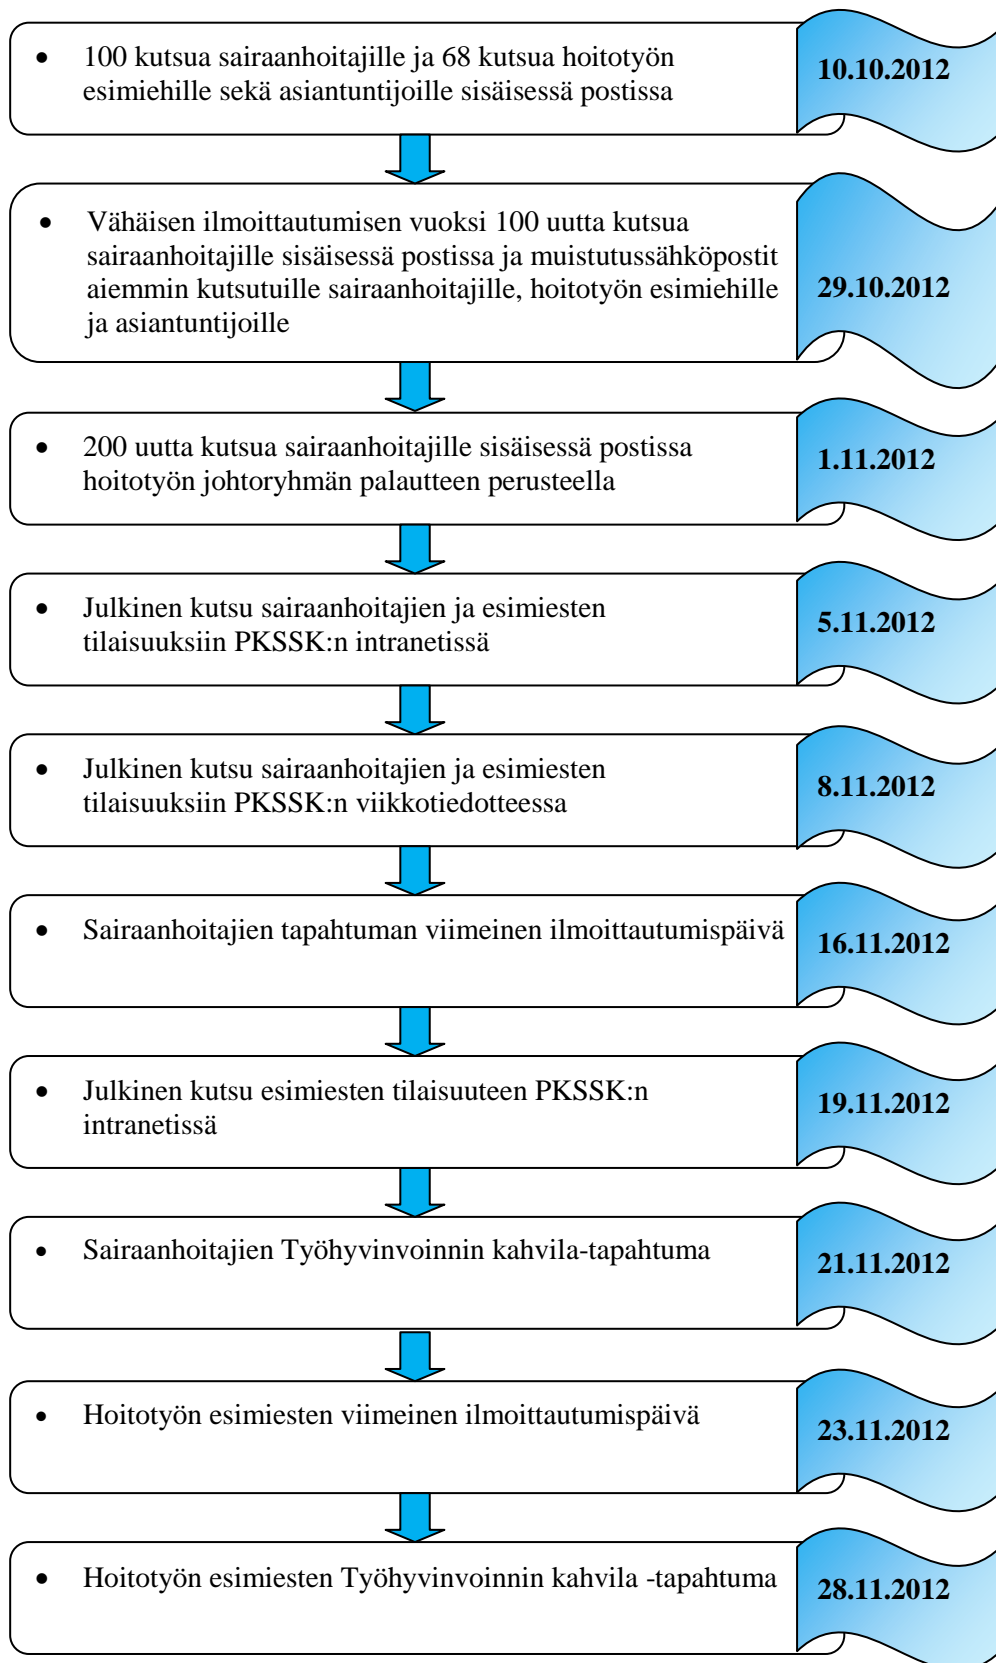 • 100 kutsua sairaanhoitajille ja 68 kutsua hoitotyön
esimiehille sekä asiantuntijoille sisäisessä postissa
10.10.2012
• Vähäisen ilmoittautumisen vuoksi 100 uutta kutsua
sairaanhoitajille sisäisessä postissa ja muistutussähköpostit
aiemmin kutsutuille sairaanhoitajille, hoitotyön esimiehille
ja asiantuntijoille
29.10.2012
• 200 uutta kutsua sairaanhoitajille sisäisessä postissa
hoitotyön johtoryhmän palautteen perusteella
1.11.2012
• Julkinen kutsu sairaanhoitajien ja esimiesten
tilaisuuksiin PKSSK:n intranetissä
5.11.2012
• Julkinen kutsu sairaanhoitajien ja esimiesten
tilaisuuksiin PKSSK:n viikkotiedotteessa
8.11.2012
• Sairaanhoitajien tapahtuman viimeinen ilmoittautumispäivä
16.11.2012
• Julkinen kutsu esimiesten tilaisuuteen PKSSK:n
intranetissä
19.11.2012
• Sairaanhoitajien Työhyvinvoinnin kahvila-tapahtuma
21.11.2012
• Hoitotyön esimiesten viimeinen ilmoittautumispäivä
23.11.2012
• Hoitotyön esimiesten Työhyvinvoinnin kahvila -tapahtuma
28.11.2012